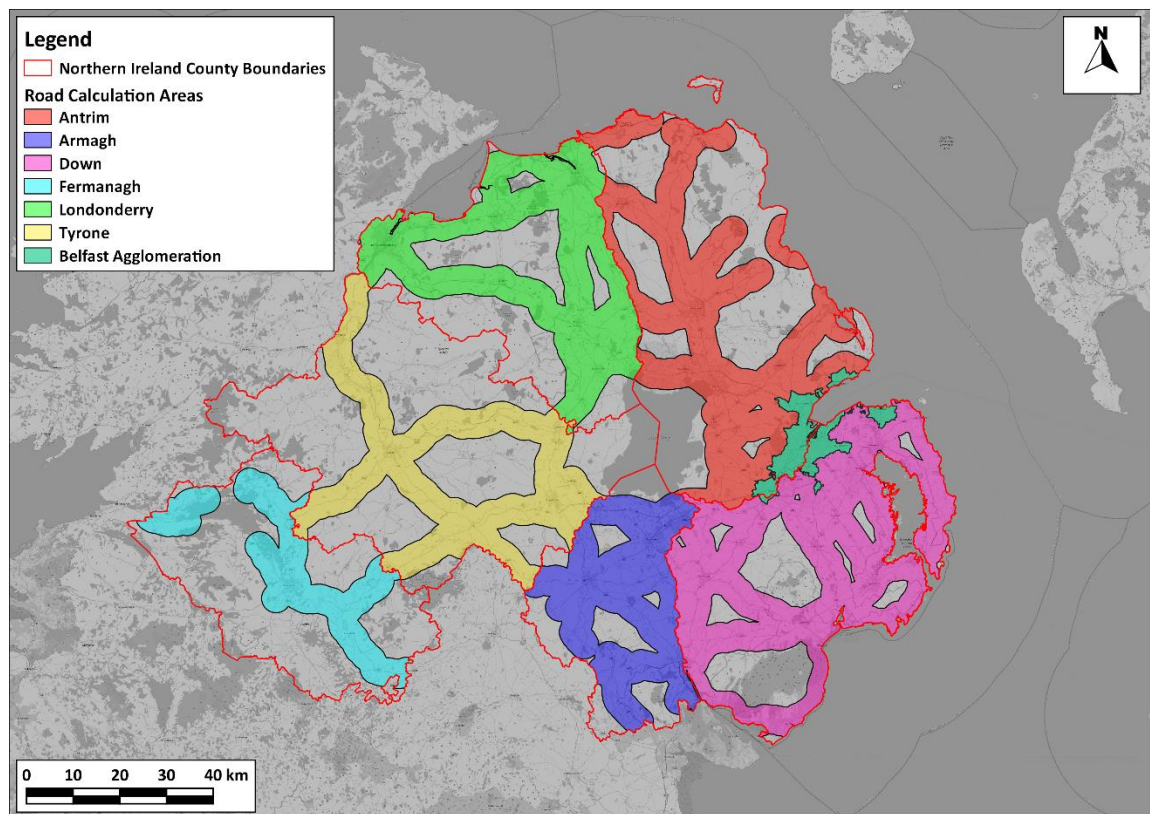 Legend
Northern Ireland County Boundaries
Road Calculation Areas
Antrim
Armagh
Down
Fermanagh
Londonderry
Tyrone
Belfast Agglomeration
N
0 10 20 30 40 km